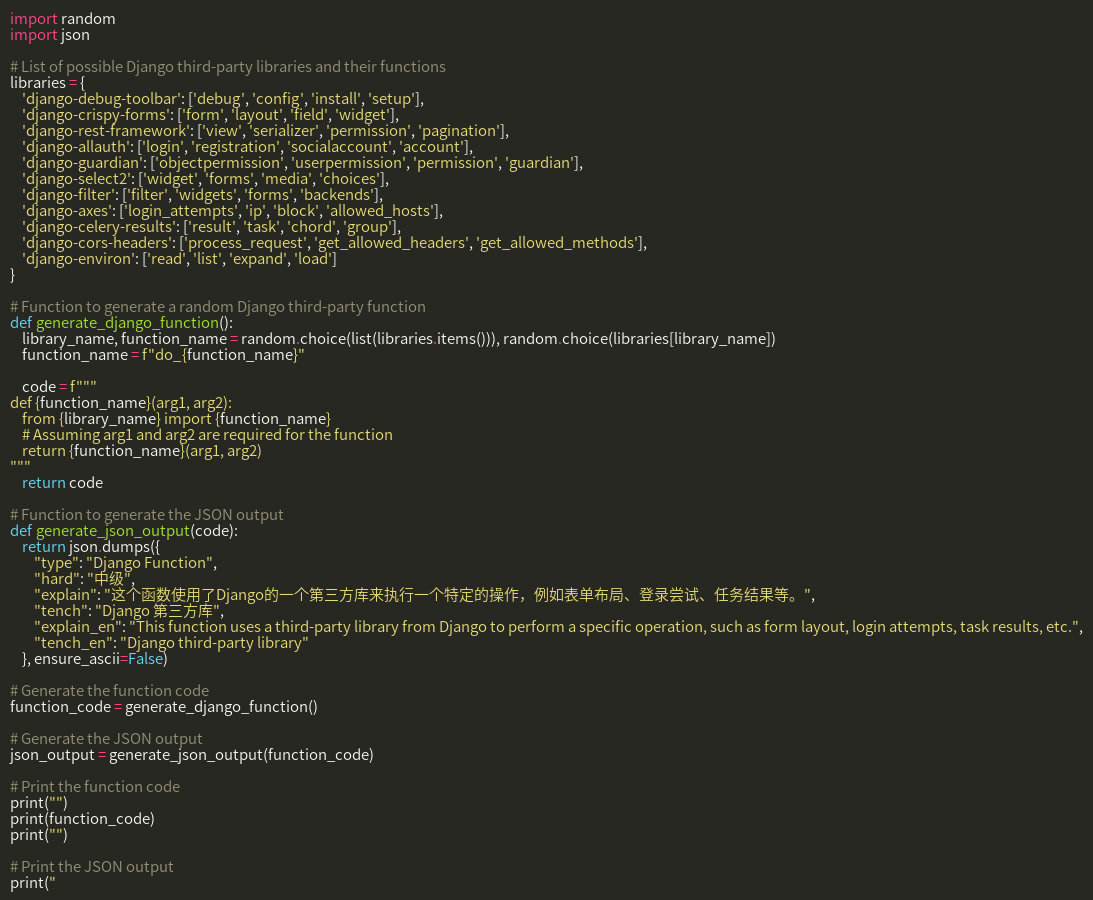 import random
import json
# List of possible Django third-party libraries and their functions
libraries = {
'django-debug-toolbar': ['debug', 'config', 'install', 'setup'],
'django-crispy-forms': ['form', 'layout', 'field', 'widget'],
'django-rest-framework': ['view', 'serializer', 'permission', 'pagination'],
'django-allauth': ['login', 'registration', 'socialaccount', 'account'],
'django-guardian': ['objectpermission', 'userpermission', 'permission', 'guardian'],
'django-select2': ['widget', 'forms', 'media', 'choices'],
'django-filter': ['filter', 'widgets', 'forms', 'backends'],
'django-axes': ['login_attempts', 'ip', 'block', 'allowed_hosts'],
'django-celery-results': ['result', 'task', 'chord', 'group'],
'django-cors-headers': ['process_request', 'get_allowed_headers', 'get_allowed_methods'],
'django-environ': ['read', 'list', 'expand', 'load']
}
# Function to generate a random Django third-party function
def generate_django_function():
library_name, function_name = random.choice(list(libraries.items())), random.choice(libraries[library_name])
function_name = f"do_{function_name}"
code = f"""
def {function_name}(arg1, arg2):
from {library_name} import {function_name}
# Assuming arg1 and arg2 are required for the function
return {function_name}(arg1, arg2)
"""
return code
# Function to generate the JSON output
def generate_json_output(code):
return json.dumps({
"type": "Django Function",
"hard": "中级",
"explain": "这个函数使用了Django的一个第三方库来执行一个特定的操作，例如表单布局、登录尝试、任务结果等。",
"tench": "Django 第三方库",
"explain_en": "This function uses a third-party library from Django to perform a specific operation, such as form layout, login attempts, task results, etc.",
"tench_en": "Django third-party library"
}, ensure_ascii=False)
# Generate the function code
function_code = generate_django_function()
# Generate the JSON output
json_output = generate_json_output(function_code)
# Print the function code
print("")
print(function_code)
print("")
# Print the JSON output
print("